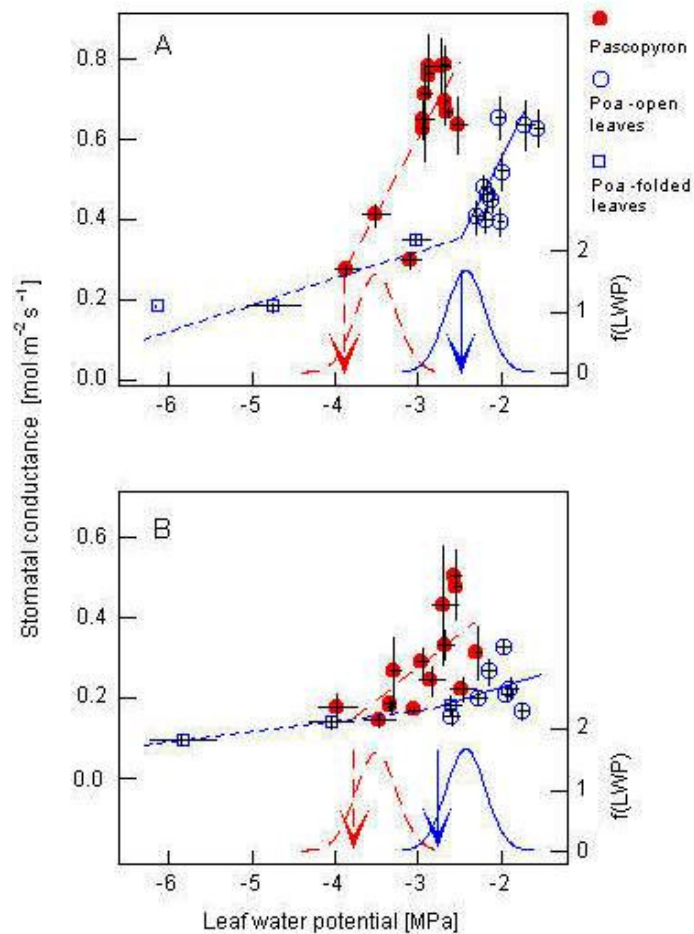 A
0.8
0.6
0.4
0.2
0.0
2
1
0
f(LWP)
-6
-5
-4
-3
-2
Pascopyron
Poa -open
leaves
Poa -folded
leaves
Stomatal conductance [mol m⁻² s⁻¹]
B
0.6
0.4
0.2
0.0
2
1
0
f(LWP)
-6
-5
-4
-3
-2
Leaf water potential [MPa]